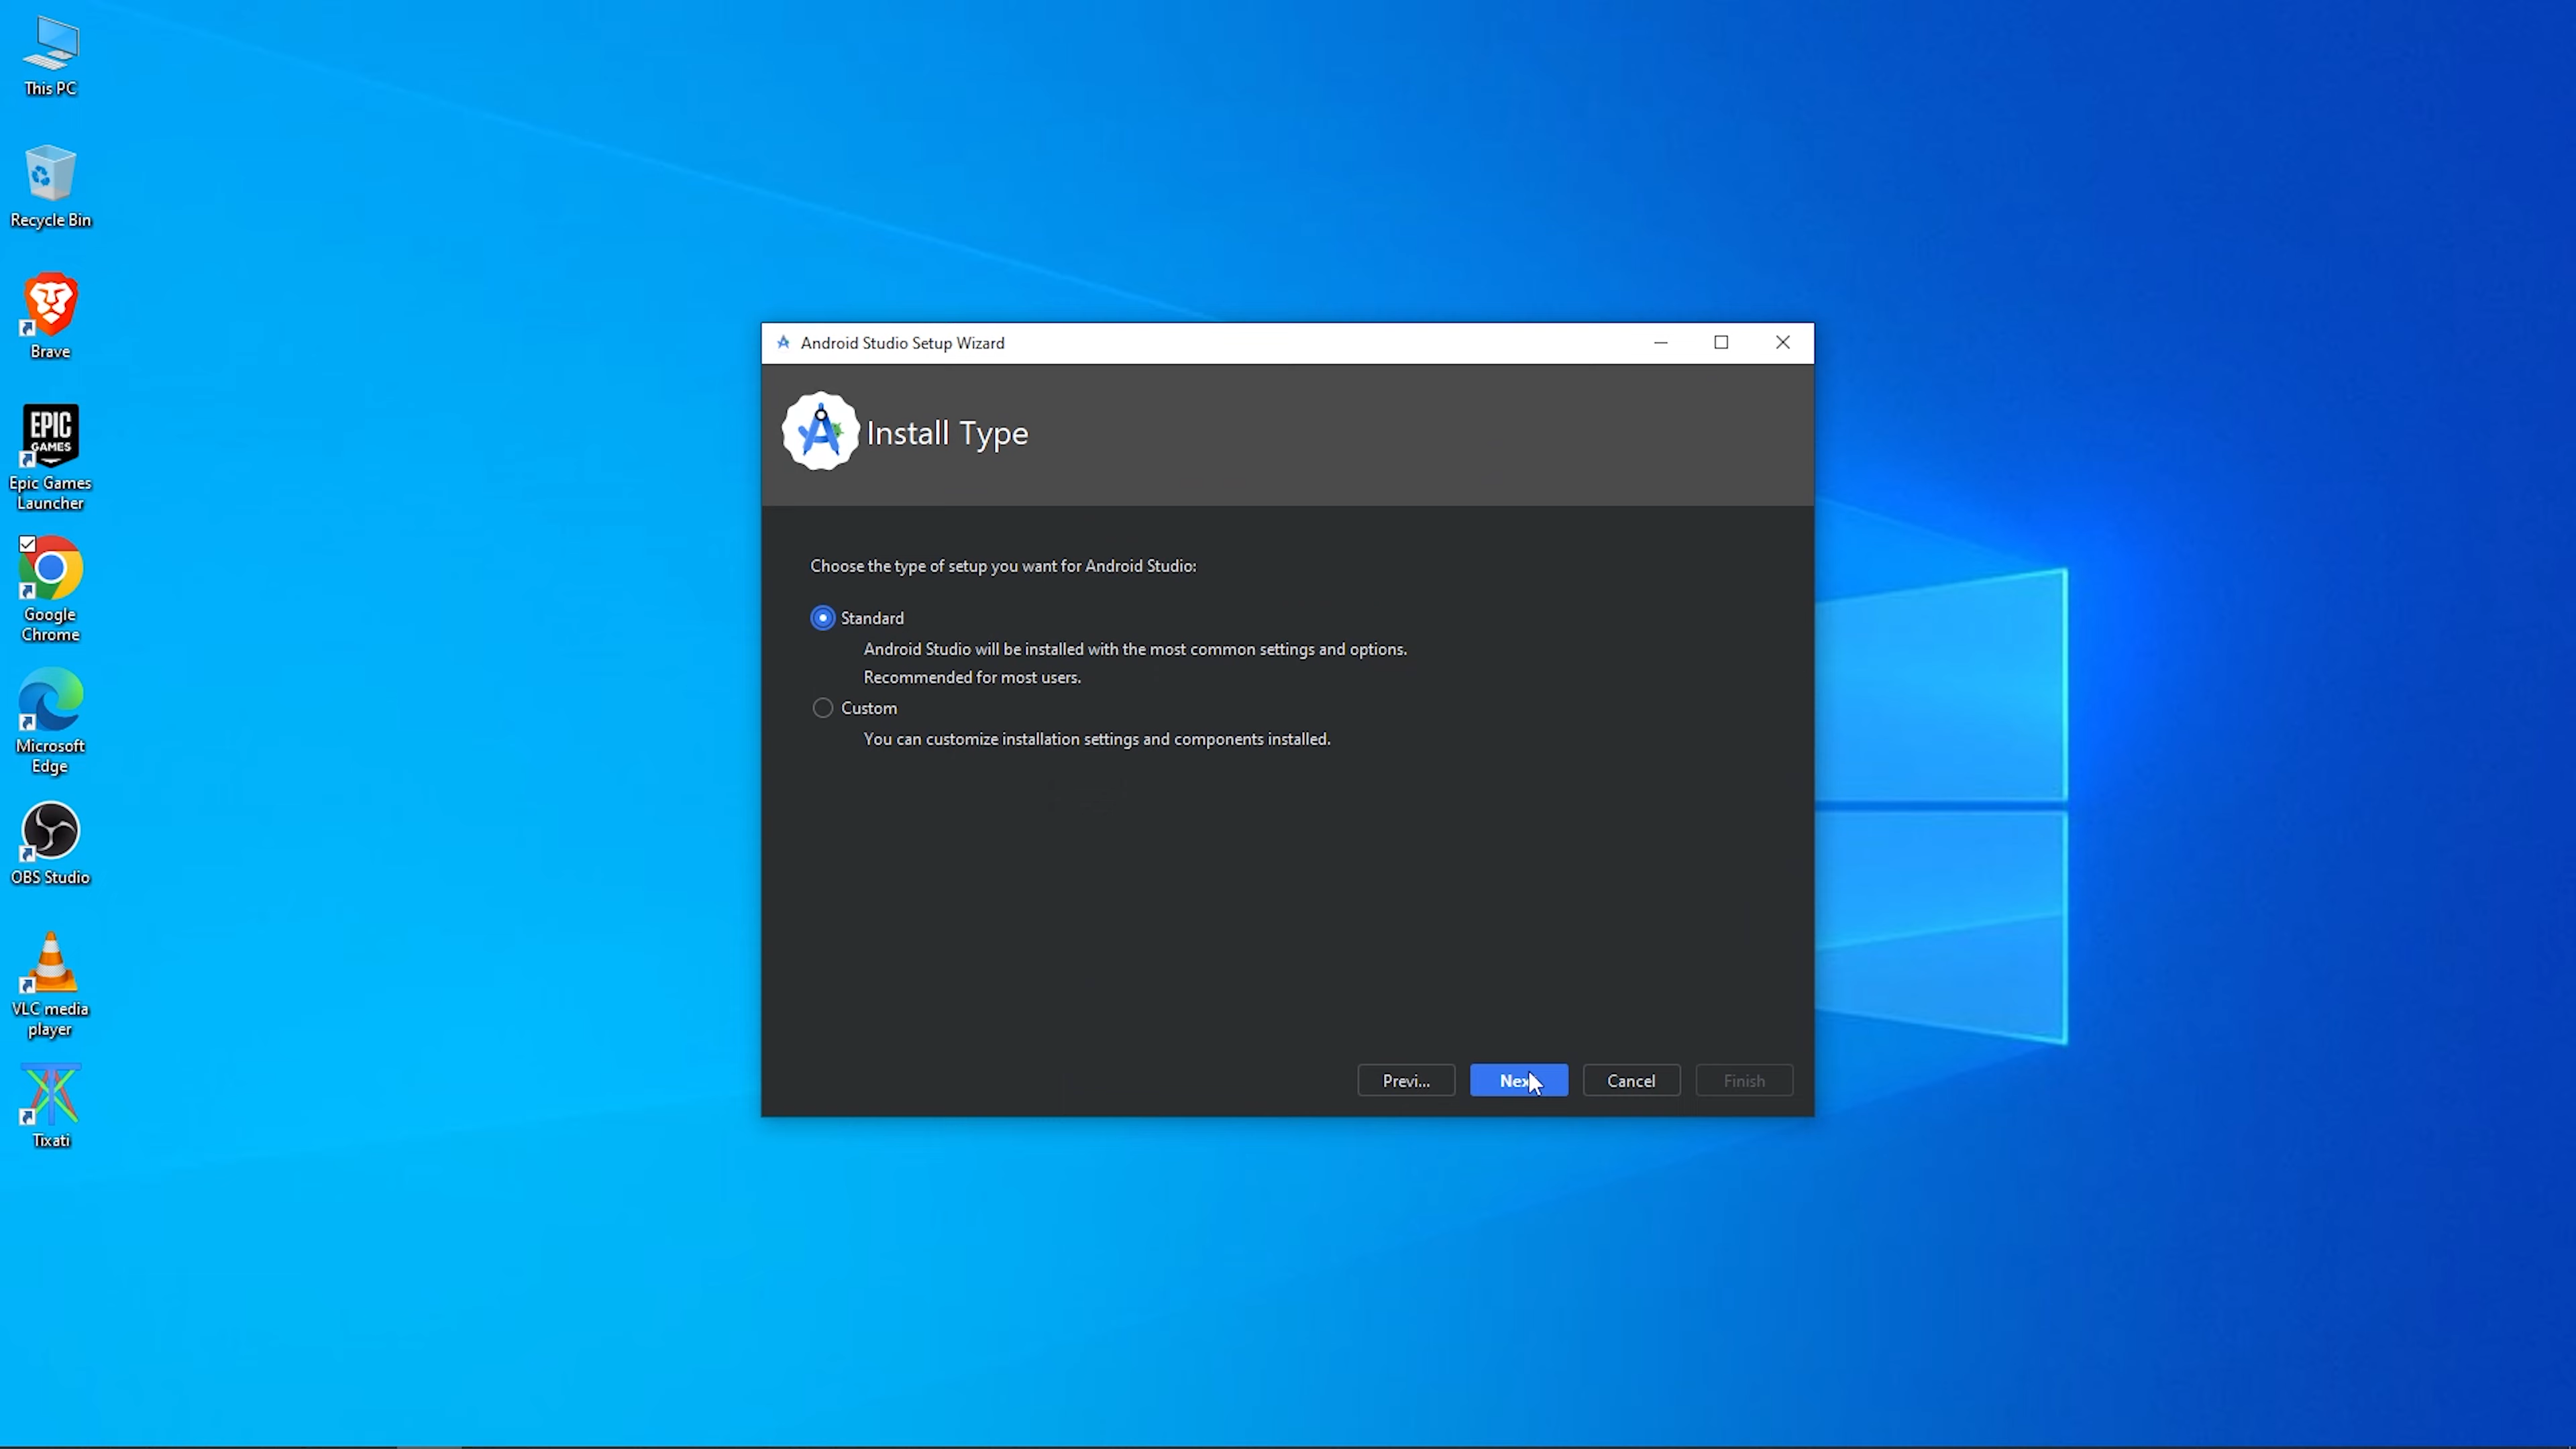 This PC
Recycle Bin
Brave
EPIC
GAMES
Epic Games
Launcher
Google
Chrome
Microsoft
Edge
OBS Studio
VLC media
player
Tixati
Android Studio Setup Wizard
Install Type
Choose the type of setup you want for Android Studio:
Standard
Android Studio will be installed with the most common settings and options.
Recommended for most users.
Custom
You can customize installation settings and components installed.
Previ...
Cancel
Finish